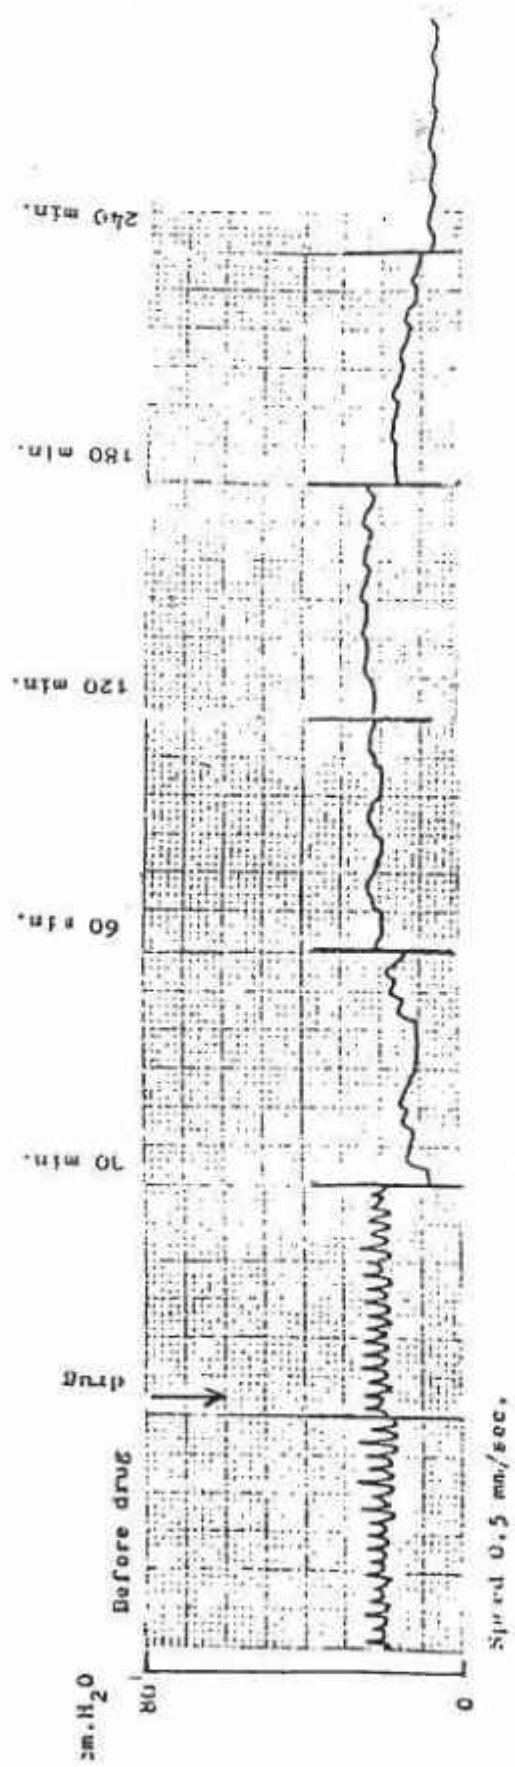 cm.H₂O
80
0
Before drug
drug
10 min.
60 min.
120 min.
180 min.
240 min.
Speed 0.5 mm/sec.